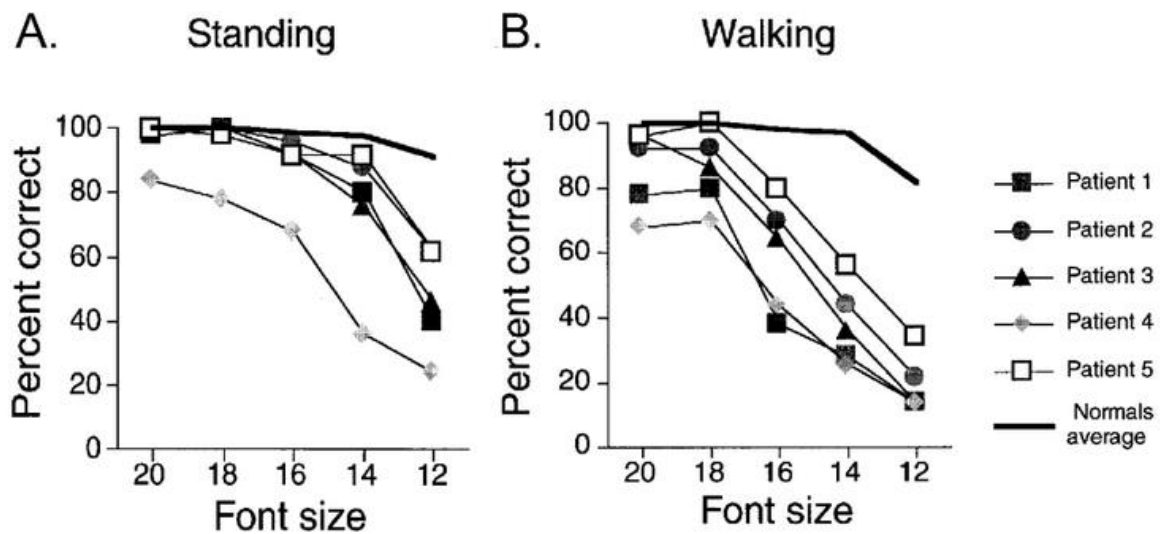 A. Standing
B. Walking
Percent correct
100
80
60
40
20
0
20 18 16 14 12
Font size
Percent correct
100
80
60
40
20
0
20 18 16 14 12
Font size
Patient 1
Patient 2
Patient 3
Patient 4
Patient 5
Normals
average